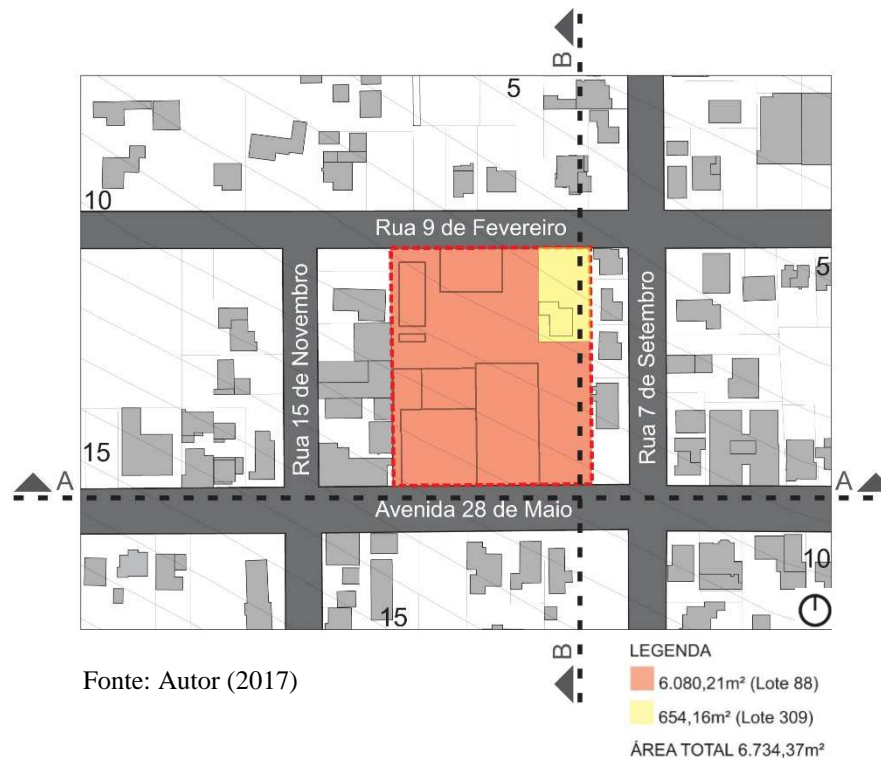 B
5
10
Rua 9 de Fevereiro
Rua 15 de Novembro
5
Rua 7 de Setembro
15
A
A
Avenida 28 de Maio
10
15
B
LEGENDA
Fonte: Autor (2017)
6.080,21m² (Lote 88)
654,16m² (Lote 309)
ÁREA TOTAL 6.734,37m²